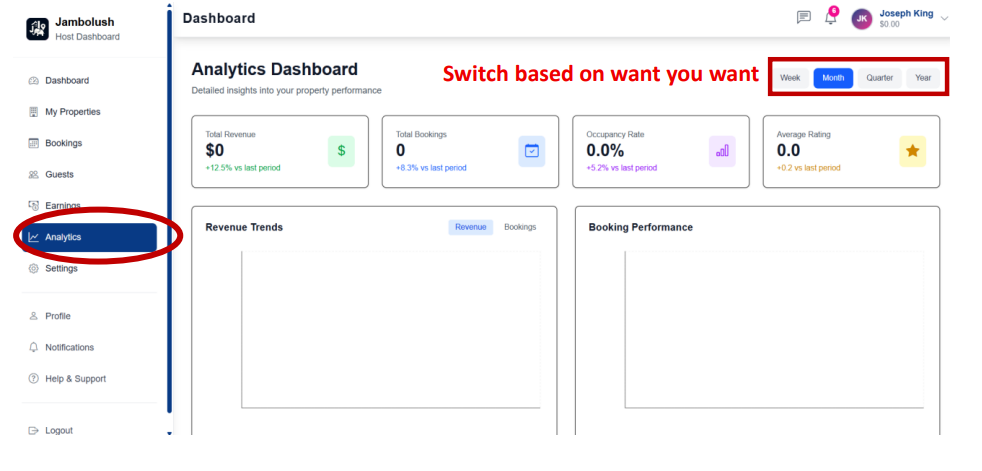 Jambolush
Host Dashboard
Dashboard
My Properties
Bookings
Guests
Earnings
Analytics
Settings
Profile
Notifications
Help & Support
Logout
Dashboard
6
JK
Joseph King
$0.00
Analytics Dashboard
Detailed insights into your property performance
Switch based on want you want
Week Month Quarter Year
Total Revenue
$0
+12.5% vs last period
$
Total Bookings
0
+8.3% vs last period
Occupancy Rate
0.0%
+5.2% vs last period
Average Rating
0.0
+0.2 vs last period
Revenue Trends
Revenue Bookings
Booking Performance